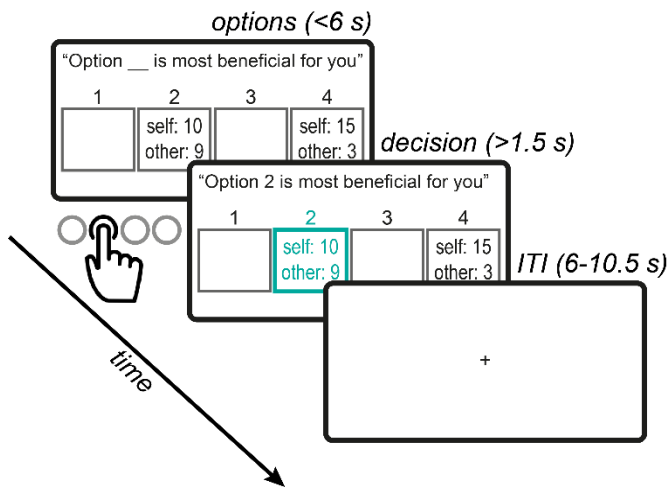 options (<6 s)
“Option __ is most beneficial for you”
1 2 3 4
self: 10 self: 15
other: 9 other: 3
decision (>1.5 s)
“Option 2 is most beneficial for you”
1 2 3 4
self: 10 self: 15
other: 9 other: 3
ITI (6-10.5 s)
+
time